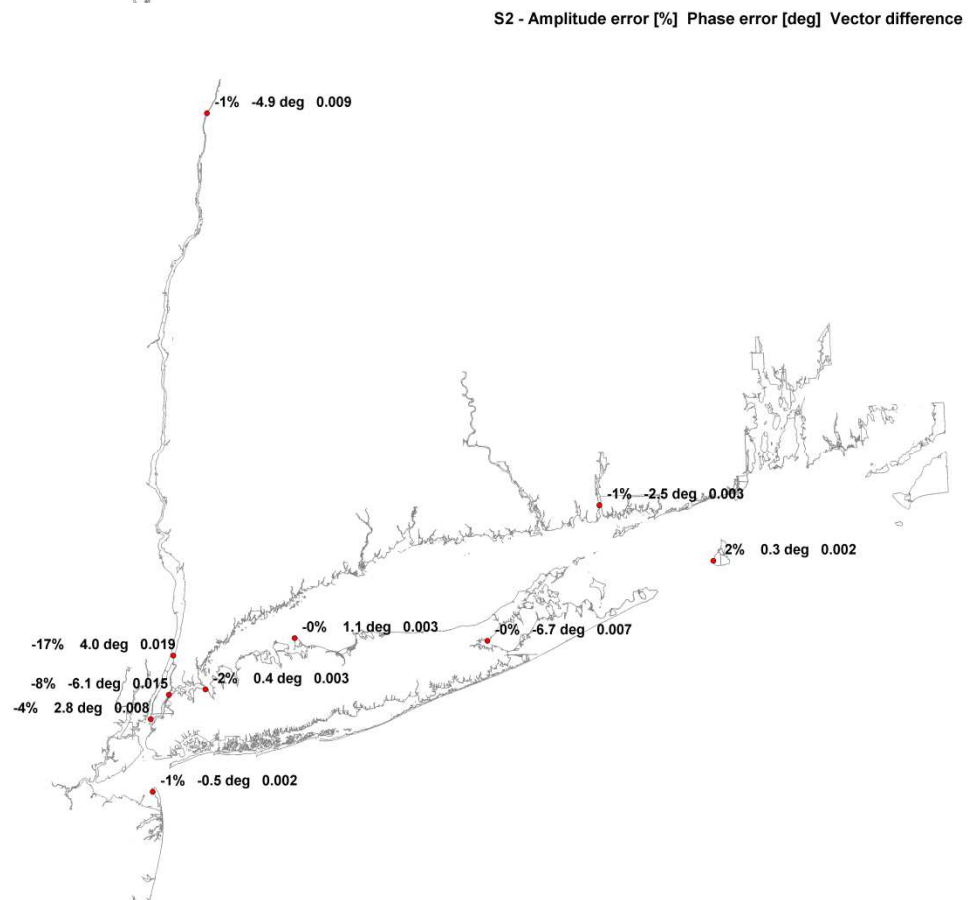 S2 - Amplitude error [%] Phase error [deg] Vector difference
-1% -4.9 deg 0.009
-1% -2.5 deg 0.003
2% 0.3 deg 0.002
-0% 1.1 deg 0.003
-0% -6.7 deg 0.007
-17% 4.0 deg 0.019
-2% 0.4 deg 0.003
-8% -6.1 deg 0.015
-4% 2.8 deg 0.008
-1% -0.5 deg 0.002